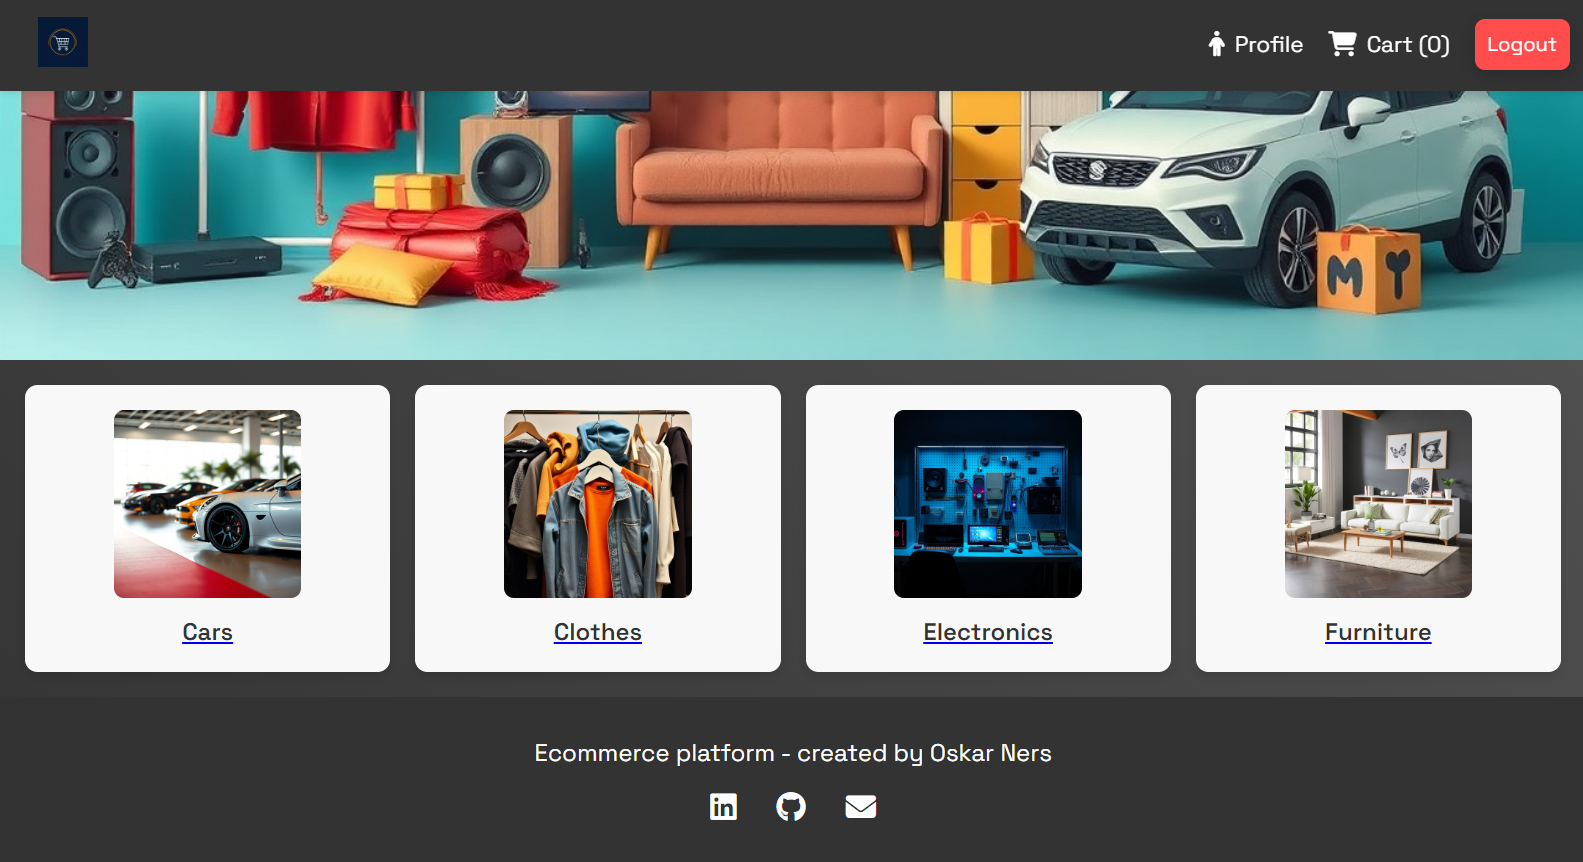 Profile
Cart (0)
Logout
M Y
Cars
Clothes
Electronics
Furniture
Ecommerce platform - created by Oskar Ners
in